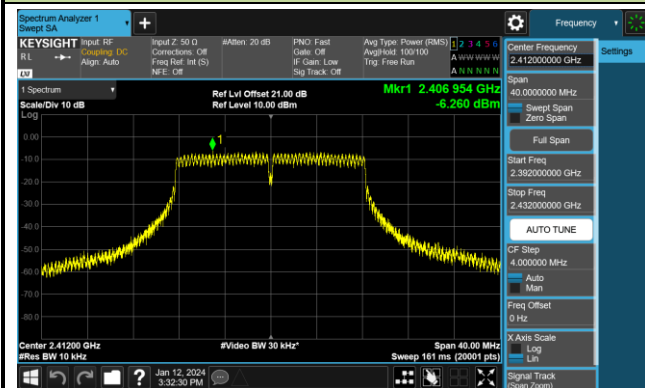 Spectrum Analyzer 1
Swept SA
Frequency
KEYSIGHT
RL
LXI
Input: RF
Coupling: DC
Align: Auto
Input Z: 50 Ω
Corrections: Off
Freq Ref: Int (S)
NFE: Off
#Atten: 20 dB
PNO: Fast
Gate: Off
IF Gain: Low
Sig Track: Off
Avg Type: Power (RMS)
Avg|Hold: 100/100
Trig: Free Run
1 2 3 4 5 6
A W W W W W
A N N N N N
1 Spectrum
Scale/Div 10 dB
Log
Ref Lvl Offset 21.00 dB
Ref Level 10.00 dBm
Mkr1 2.406 954 GHz
-6.260 dBm
1
0.00
-10.0
-20.0
-30.0
-40.0
-50.0
-60.0
-70.0
-80.0
Center 2.41200 GHz
#Res BW 10 kHz
#Video BW 30 kHz*
Span 40.00 MHz
Sweep 161 ms (20001 pts)
Jan 12, 2024
3:32:30 PM
Center Frequency
2.412000000 GHz
Settings
Span
40.0000000 MHz
Swept Span
Zero Span
Full Span
Start Freq
2.392000000 GHz
Stop Freq
2.432000000 GHz
AUTO TUNE
CF Step
4.000000 MHz
Auto
Man
Freq Offset
0 Hz
X Axis Scale
Log
Lin
Signal Track
(Span Zoom)